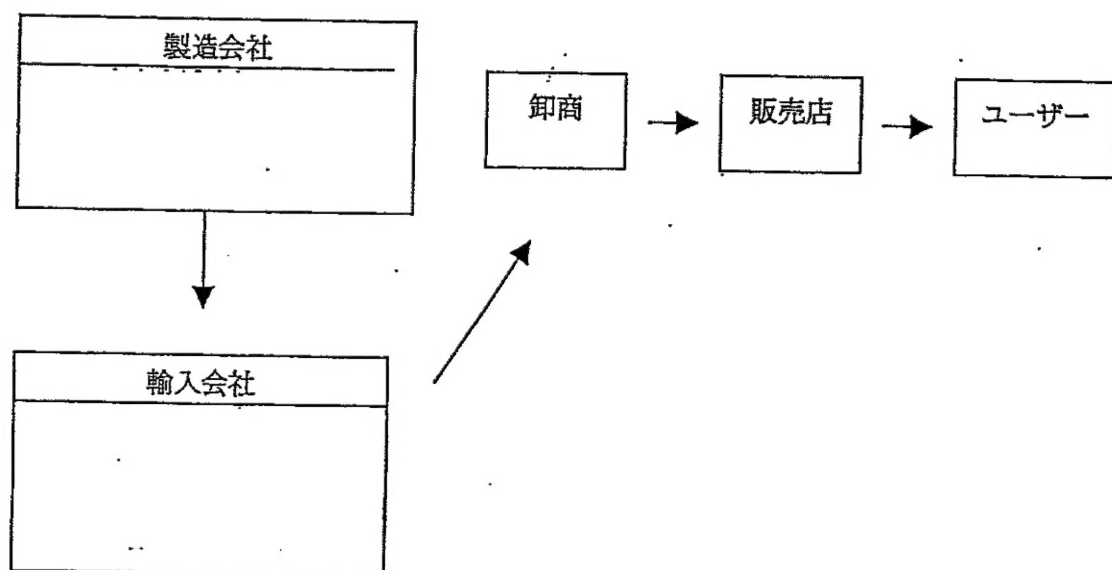 製造会社
卸商
販売店
ユーザー
輸入会社